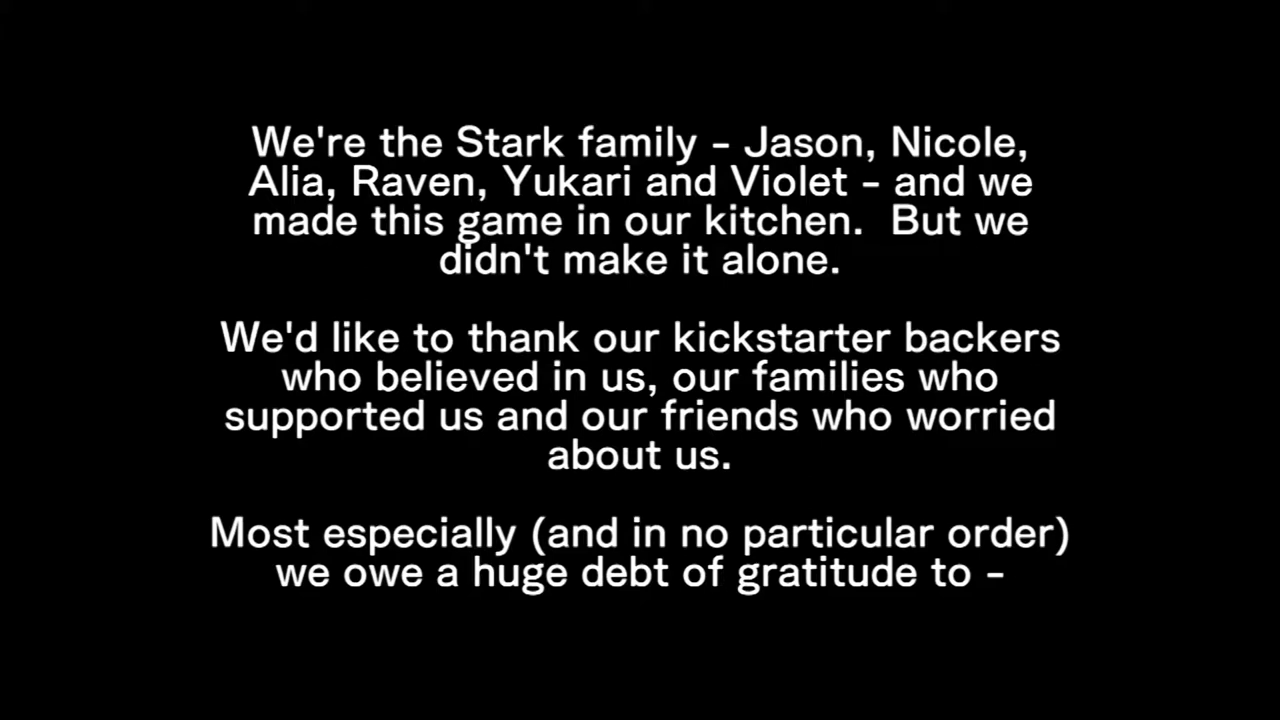 We're the Stark family - Jason, Nicole,
Alia, Raven, Yukari and Violet - and we
made this game in our kitchen.  But we
didn't make it alone.
We'd like to thank our kickstarter backers
who believed in us, our families who
supported us and our friends who worried
about us.
Most especially (and in no particular order)
we owe a huge debt of gratitude to -